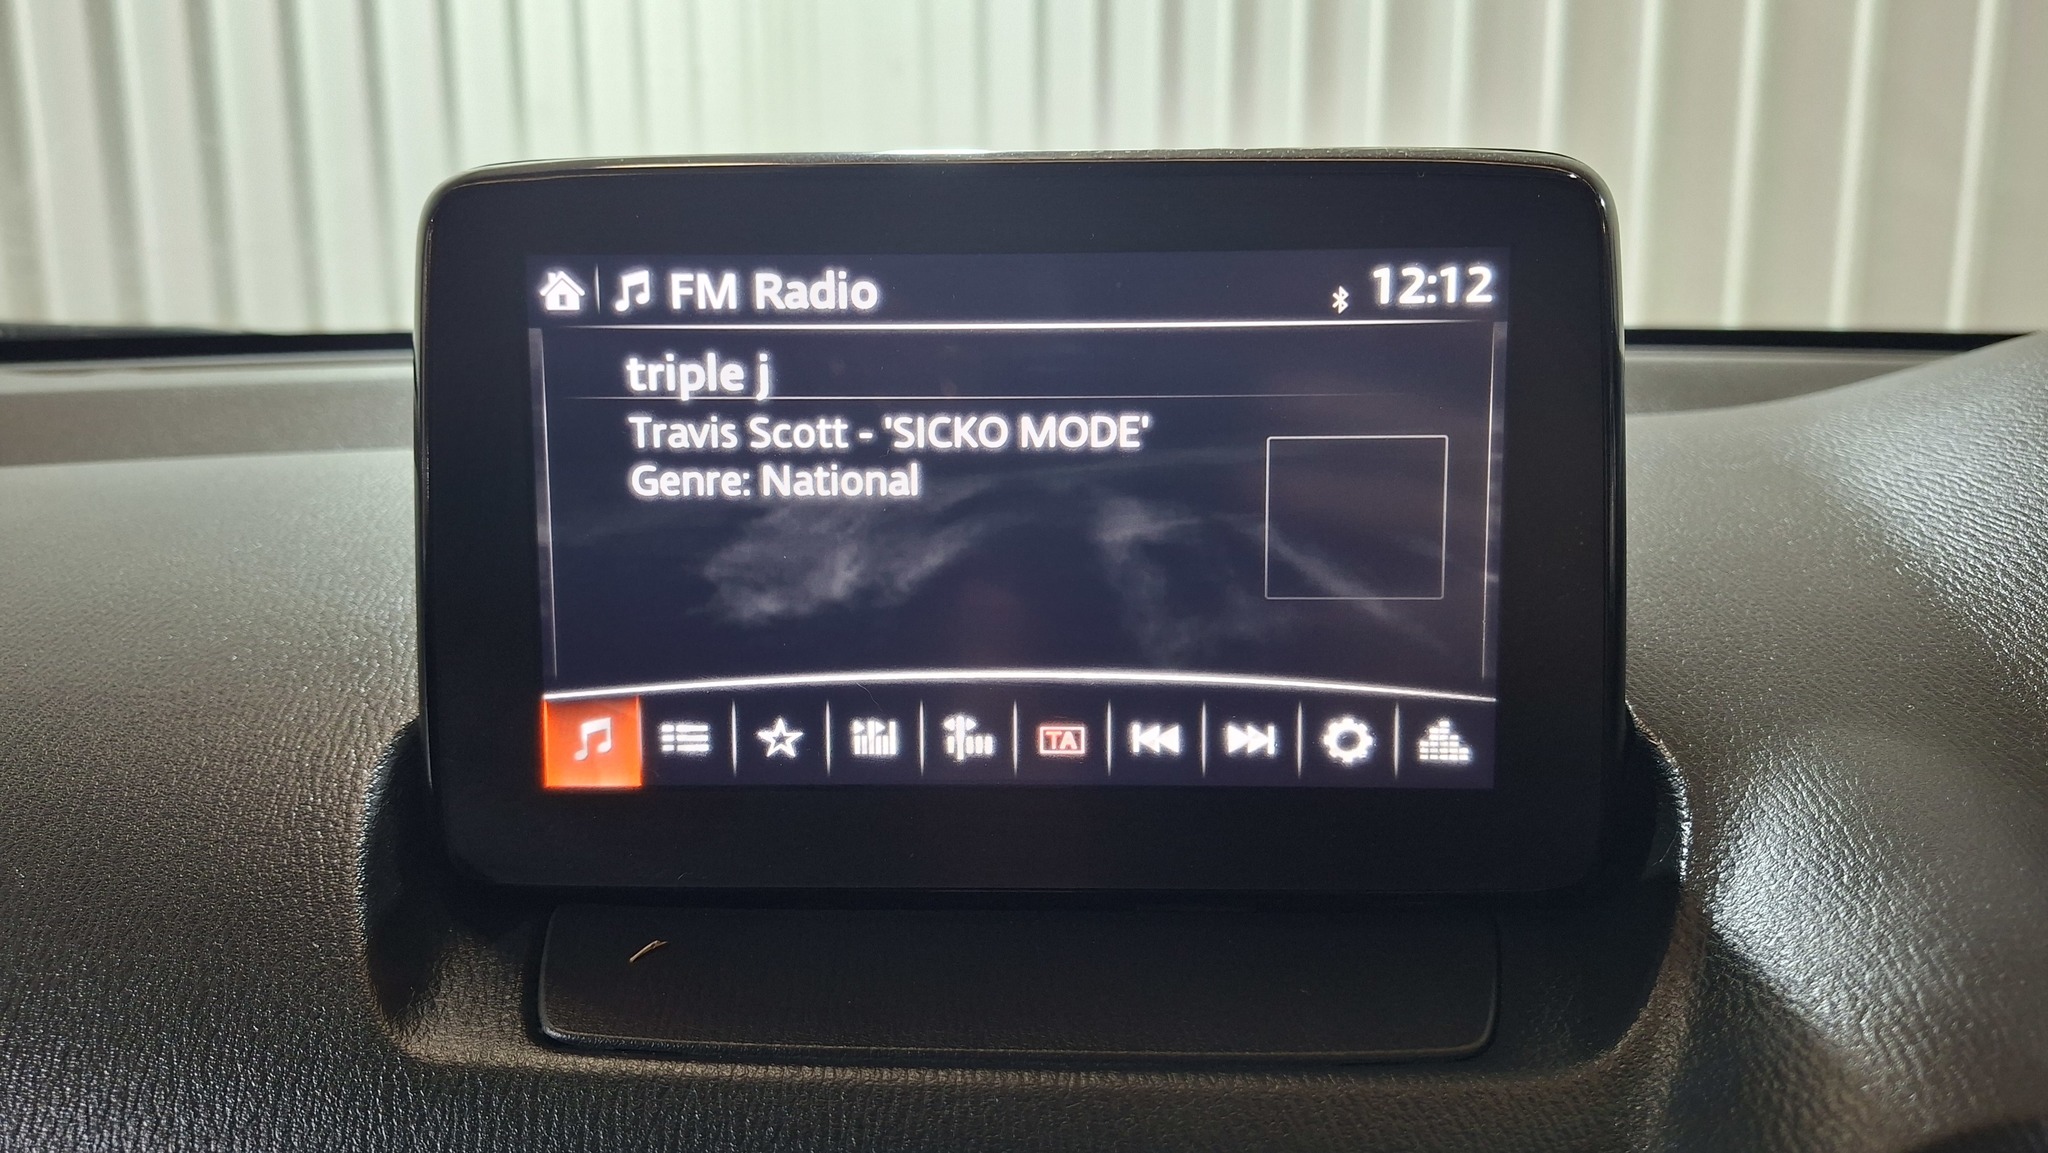 FM Radio
12:12
triple j
Travis Scott - 'SICKO MODE'
Genre: National
TA